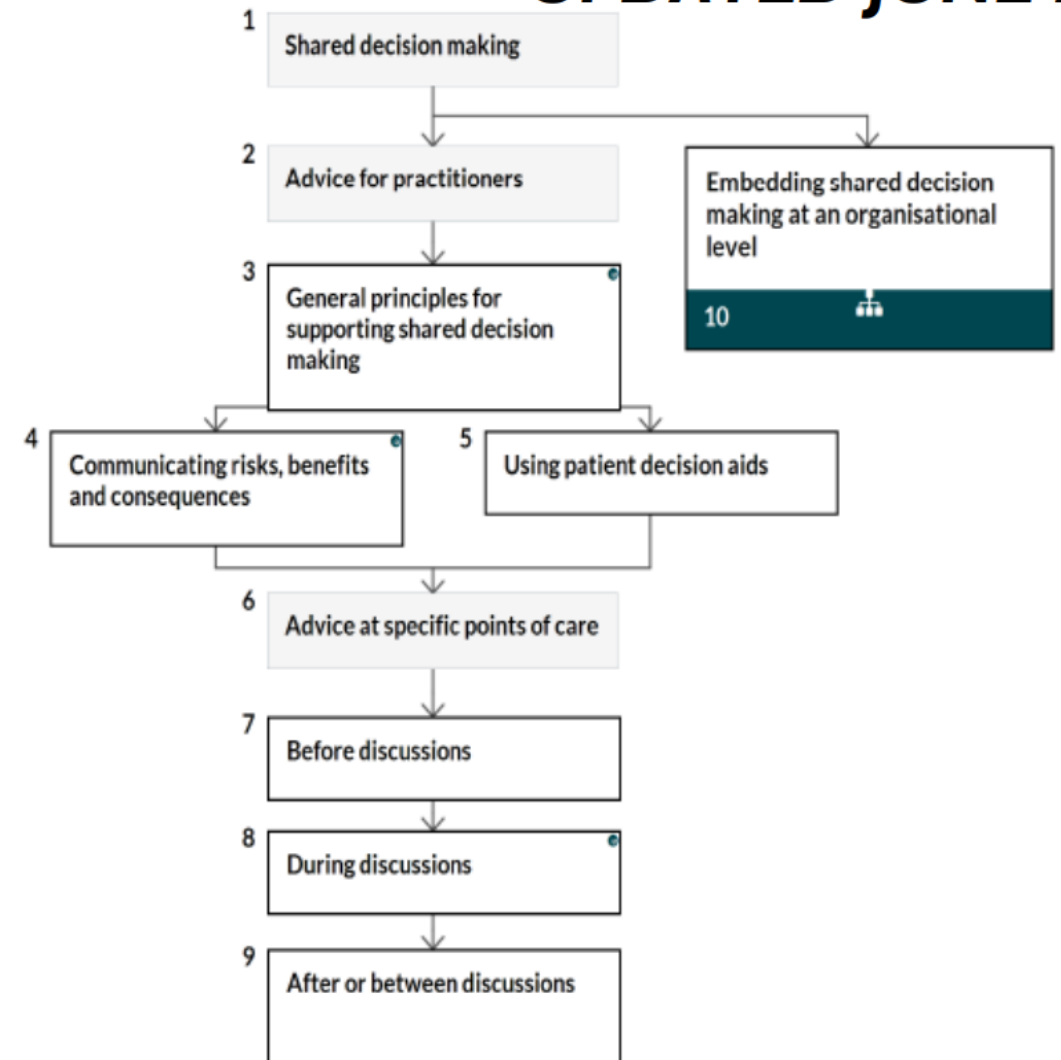 UPDATED JUNE
1
Shared decision making
2
Advice for practitioners
Embedding shared decision
making at an organisational
level
10
3
General principles for
supporting shared decision
making
4
Communicating risks, benefits
and consequences
5
Using patient decision aids
6
Advice at specific points of care
7
Before discussions
8
During discussions
9
After or between discussions